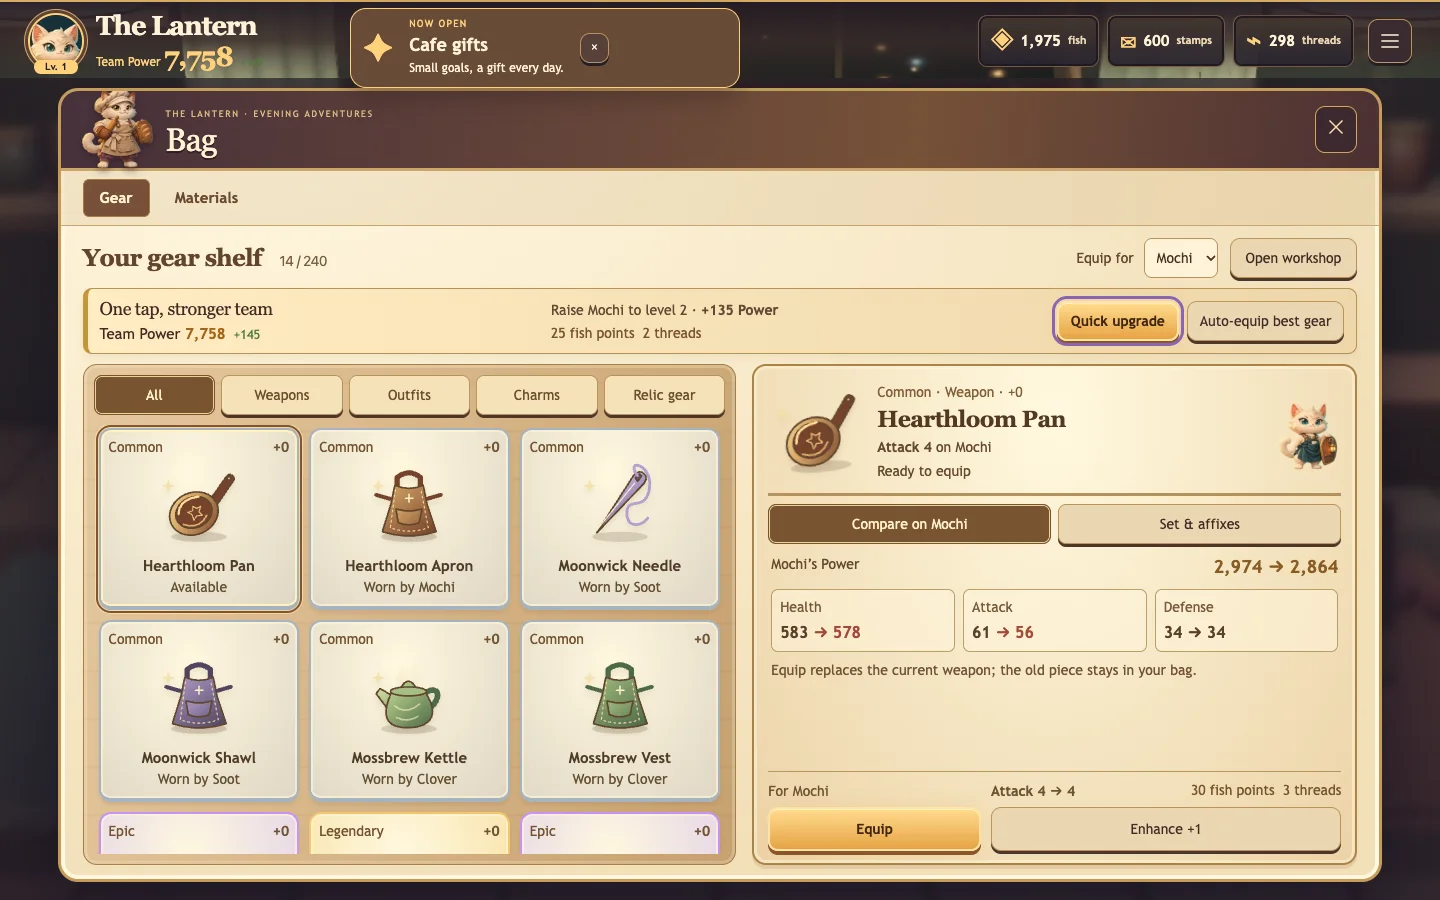 The Lantern
Team Power 7,758
Lv. 1
NOW OPEN
Cafe gifts
Small goals, a gift every day.
×
1,975 fish
600 stamps
298 threads
THE LANTERN · EVENING ADVENTURES
Bag
Gear
Materials
Your gear shelf 14 / 240
Equip for Mochi
Open workshop
One tap, stronger team
Team Power 7,758 +145
Raise Mochi to level 2 · +135 Power
25 fish points 2 threads
Quick upgrade
Auto-equip best gear
All
Weapons
Outfits
Charms
Relic gear
Common +0
Hearthloom Pan
Available
Common +0
Hearthloom Apron
Worn by Mochi
Common +0
Moonwick Needle
Worn by Soot
Common +0
Moonwick Shawl
Worn by Soot
Common +0
Mossbrew Kettle
Worn by Clover
Common +0
Mossbrew Vest
Worn by Clover
Epic +0
Legendary +0
Epic +0
Common · Weapon · +0
Hearthloom Pan
Attack 4 on Mochi
Ready to equip
Compare on Mochi
Set & affixes
Mochi's Power 2,974 → 2,864
Health
583 → 578
Attack
61 → 56
Defense
34 → 34
Equip replaces the current weapon; the old piece stays in your bag.
For Mochi
Attack 4 → 4
30 fish points 3 threads
Equip
Enhance +1